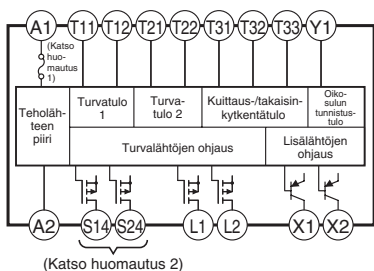 A1 T11 T12 T21 T22 T31 T32 T33 Y1
(Katso
huo-
mautus
1)
Teholäh-
teen
piiri
Turvatulo
1
Turva-
tulo 2
Kuittaus-/takaisin-
kytkentätulo
Oiko-
sulun
tunnistus-
tulo
Turvalähtöjen ohjaus
Lisälähtöjen
ohjaus
A2 S14 S24 L1 L2 X1 X2
(Katso huomautus 2)